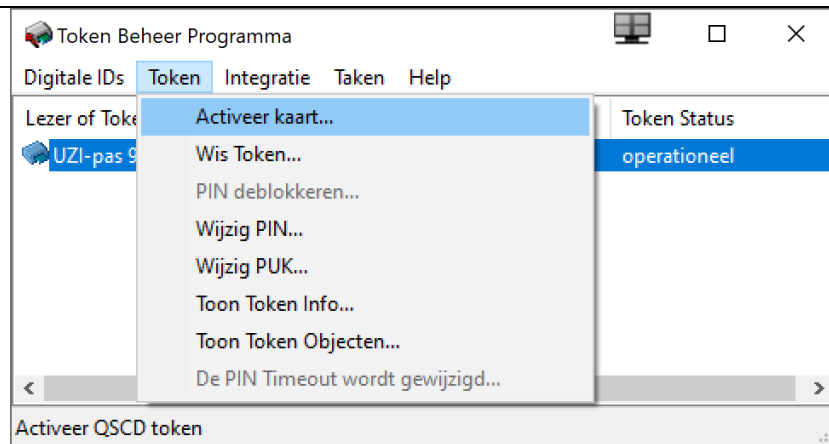 Token Beheer Programma
Digitale IDs Token Integratie Taken Help
Lezer of Toke Token Status
UZI-pas 9 operationeel
Activeer kaart...
Wis Token...
PIN deblokkeren...
Wijzig PIN...
Wijzig PUK...
Toon Token Info...
Toon Token Objecten...
De PIN Timeout wordt gewijzigd...
Activeer QSCD token